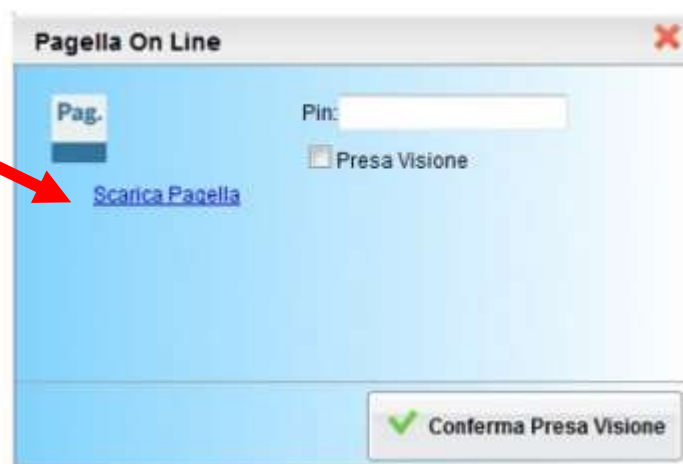 Pagella On Line
Pag.
Pin:
Presa Visione
Scarica Pagella
Conferma Presa Visione